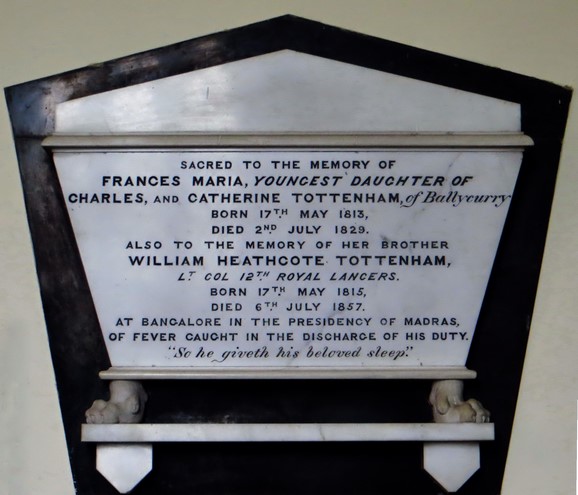 SACRED TO THE MEMORY OF
FRANCES MARIA, YOUNGEST DAUGHTER OF
CHARLES, AND CATHERINE TOTTENHAM, of Ballycurry
BORN 17TH MAY 1813,
DIED 2ND JULY 1829.
ALSO TO THE MEMORY OF HER BROTHER
WILLIAM HEATHCOTE TOTTENHAM,
LT COL 12TH ROYAL LANCERS.
BORN 17TH MAY 1815,
DIED 6TH JULY 1857.
AT BANGALORE IN THE PRESIDENCY OF MADRAS,
OF FEVER CAUGHT IN THE DISCHARGE OF HIS DUTY.
"So he giveth his beloved sleep."